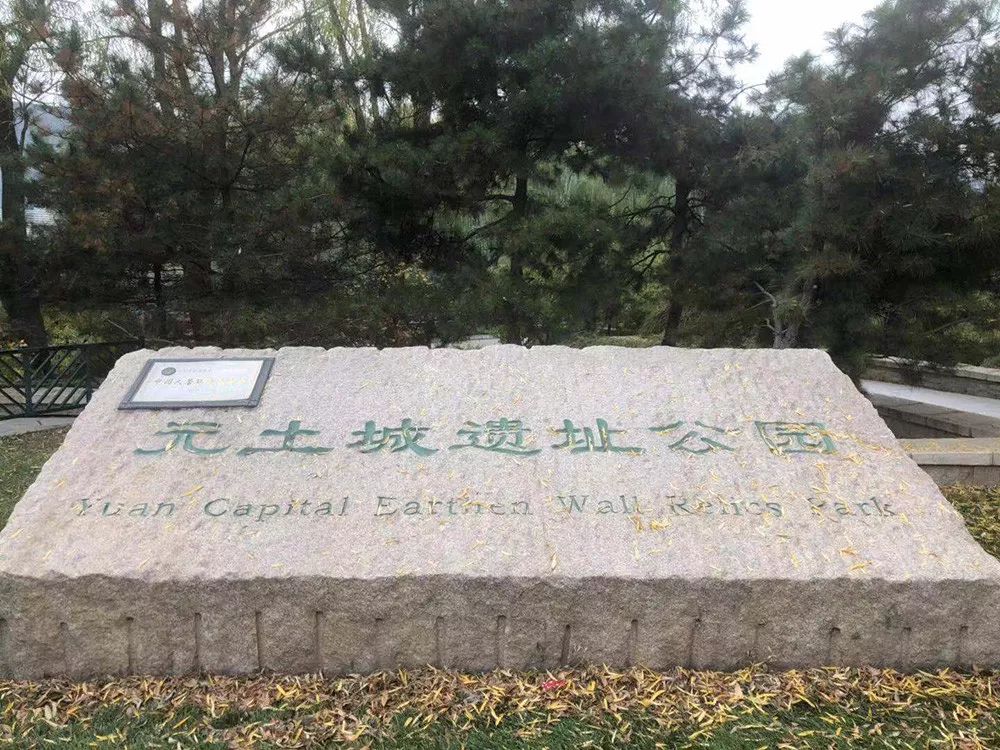 元土城遗址公园
Yuan Capital Earthen Wall Relics Park